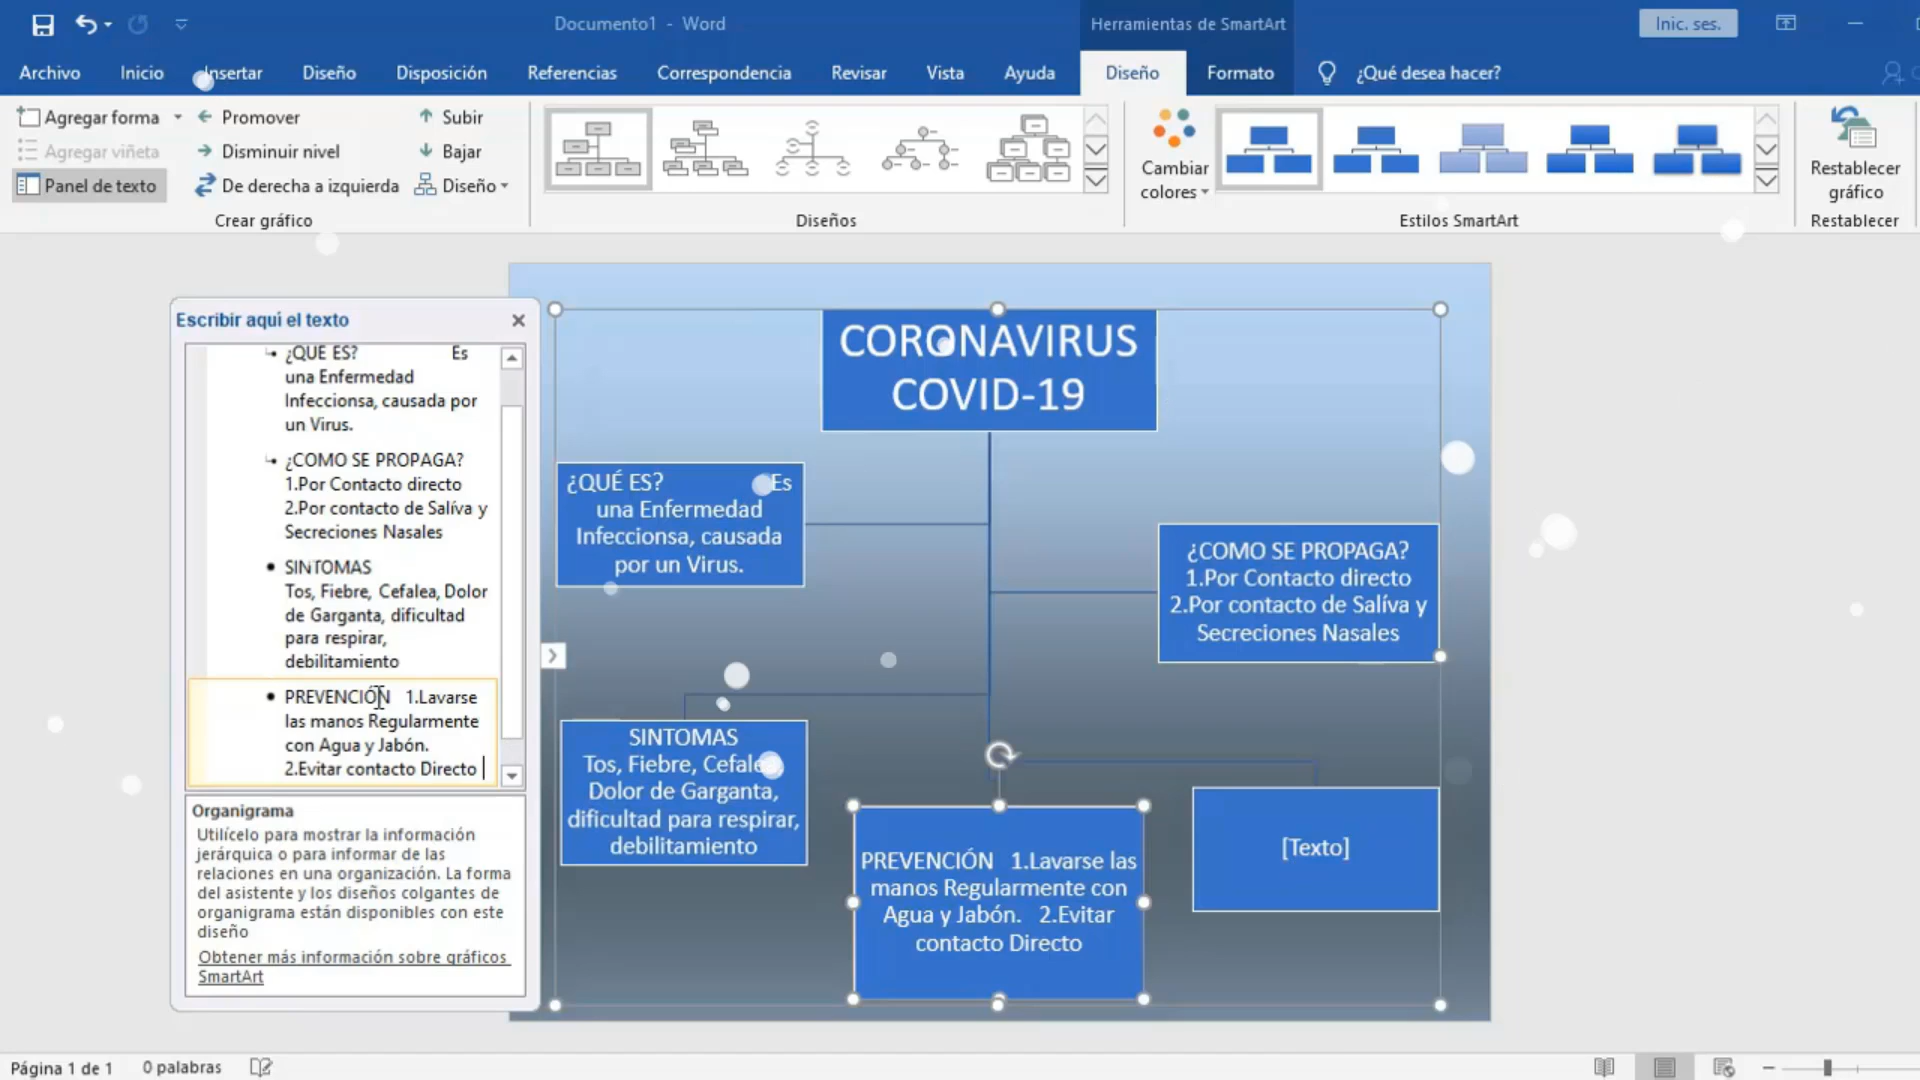 Documento1 - Word
Herramientas de SmartArt
Inic. ses.
Archivo
Inicio
Insertar
Diseño
Disposición
Referencias
Correspondencia
Revisar
Vista
Ayuda
Diseño
Formato
¿Qué desea hacer?
Agregar forma
Promover
Subir
Agregar viñeta
Disminuir nivel
Bajar
Panel de texto
De derecha a izquierda
Diseño
Crear gráfico
Diseños
Cambiar
colores
Estilos SmartArt
Restablecer
gráfico
Restablecer
Escribir aquí el texto
¿QUE ES? Es
una Enfermedad
Infeccionsa, causada por
un Virus.
¿COMO SE PROPAGA?
1.Por Contacto directo
2.Por contacto de Salíva y
Secreciones Nasales
SINTOMAS
Tos, Fiebre, Cefalea, Dolor
de Garganta, dificultad
para respirar,
debilitamiento
PREVENCIÓN 1.Lavarse
las manos Regularmente
con Agua y Jabón.
2.Evitar contacto Directo
Organigrama
Utilícelo para mostrar la información
jerárquica o para informar de las
relaciones en una organización. La forma
del asistente y los diseños colgantes de
organigrama están disponibles con este
diseño
Obtener más información sobre gráficos
SmartArt
CORONAVIRUS
COVID-19
¿QUÉ ES? Es
una Enfermedad
Infeccionsa, causada
por un Virus.
¿COMO SE PROPAGA?
1.Por Contacto directo
2.Por contacto de Salíva y
Secreciones Nasales
SINTOMAS
Tos, Fiebre, Cefalea,
Dolor de Garganta,
dificultad para respirar,
debilitamiento
PREVENCIÓN 1.Lavarse las
manos Regularmente con
Agua y Jabón. 2.Evitar
contacto Directo
[Texto]
Página 1 de 1
0 palabras